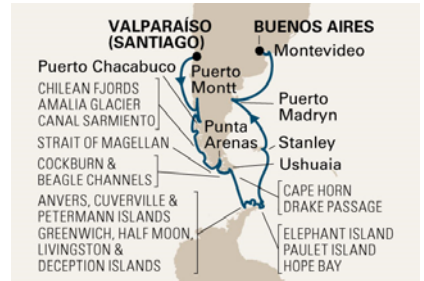 VALPARAÍSO
(SANTIAGO)
BUENOS AIRES
Montevideo
Puerto Chacabuco
Puerto
Montt
CHILEAN FJORDS
AMALIA GLACIER
CANAL SARMIENTO
Puerto
Madryn
Punta
Arenas
STRAIT OF MAGELLAN
Stanley
Ushuaia
COCKBURN &
BEAGLE CHANNELS
CAPE HORN
DRAKE PASSAGE
ANVERS, CUVERVILLE &
PETERMANN ISLANDS
GREENWICH, HALF MOON,
LIVINGSTON &
DECEPTION ISLANDS
ELEPHANT ISLAND
PAULET ISLAND
HOPE BAY